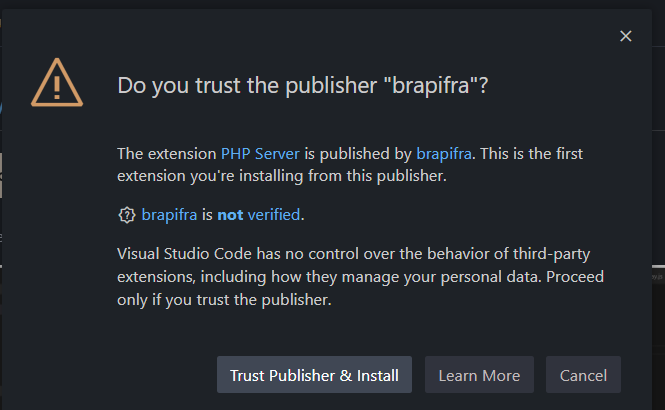 Do you trust the publisher "brapifra"?
The extension PHP Server is published by brapifra. This is the first
extension you're installing from this publisher.
brapifra is not verified.
Visual Studio Code has no control over the behavior of third-party
extensions, including how they manage your personal data. Proceed
only if you trust the publisher.
Trust Publisher & Install
Learn More
Cancel